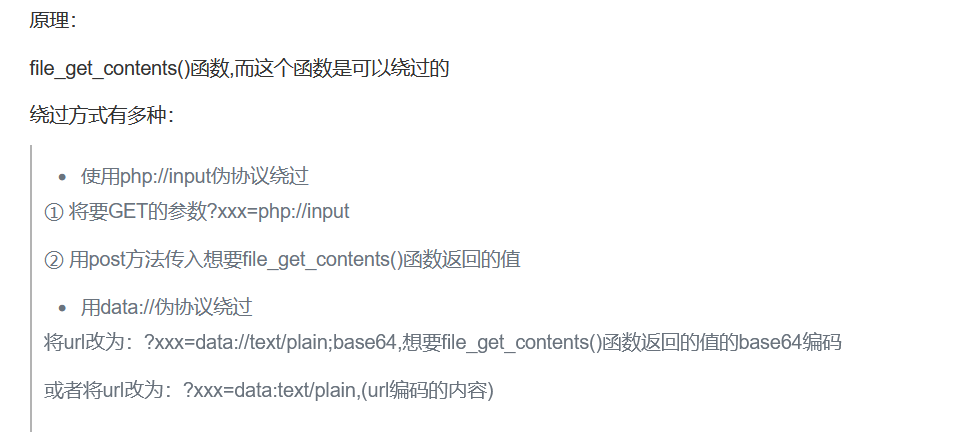 原理：
file_get_contents()函数,而这个函数是可以绕过的
绕过方式有多种：
• 使用php://input伪协议绕过
① 将要GET的参数?xxx=php://input
② 用post方法传入想要file_get_contents()函数返回的值
• 用data://伪协议绕过
将url改为：?xxx=data://text/plain;base64,想要file_get_contents()函数返回的值的base64编码
或者将url改为：?xxx=data:text/plain,(url编码的内容)